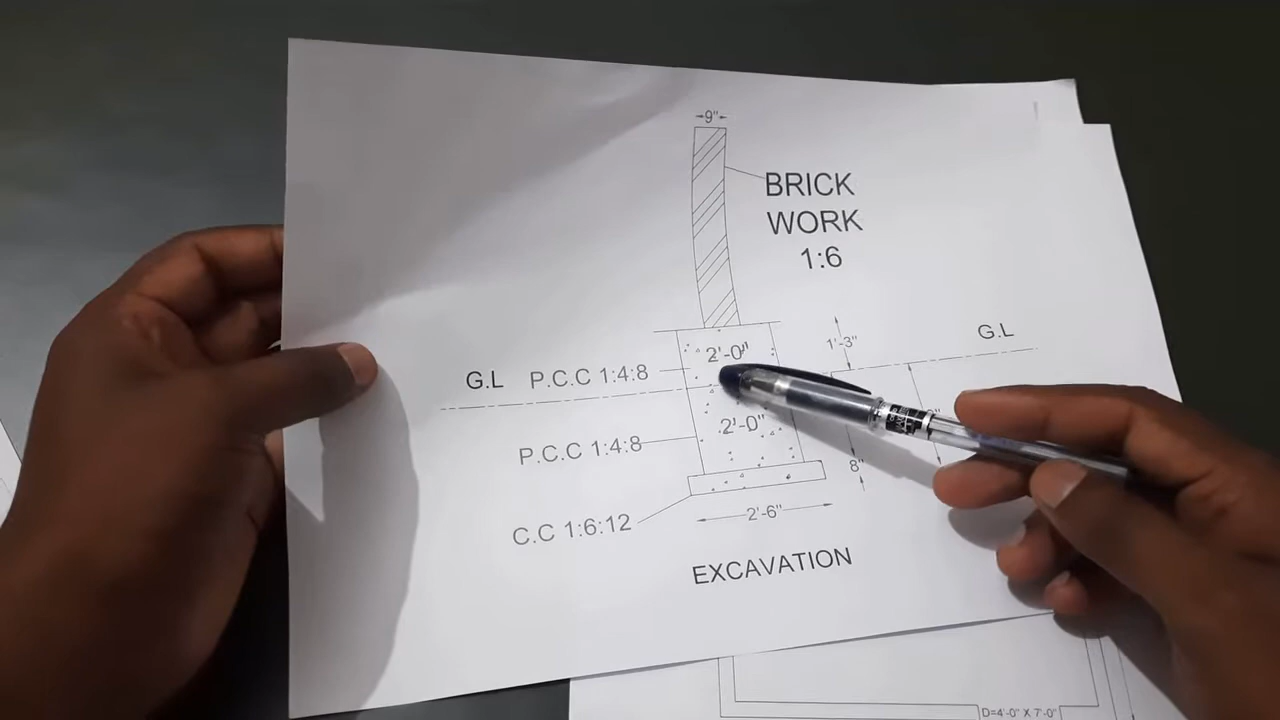 9"
BRICK
WORK
1:6
G.L
1'-3"
2'-0"
G.L P.C.C 1:4:8
2'-0"
P.C.C 1:4:8
8"
C.C 1:6:12
2'-6"
EXCAVATION
D=4'-0" X 7'-0"